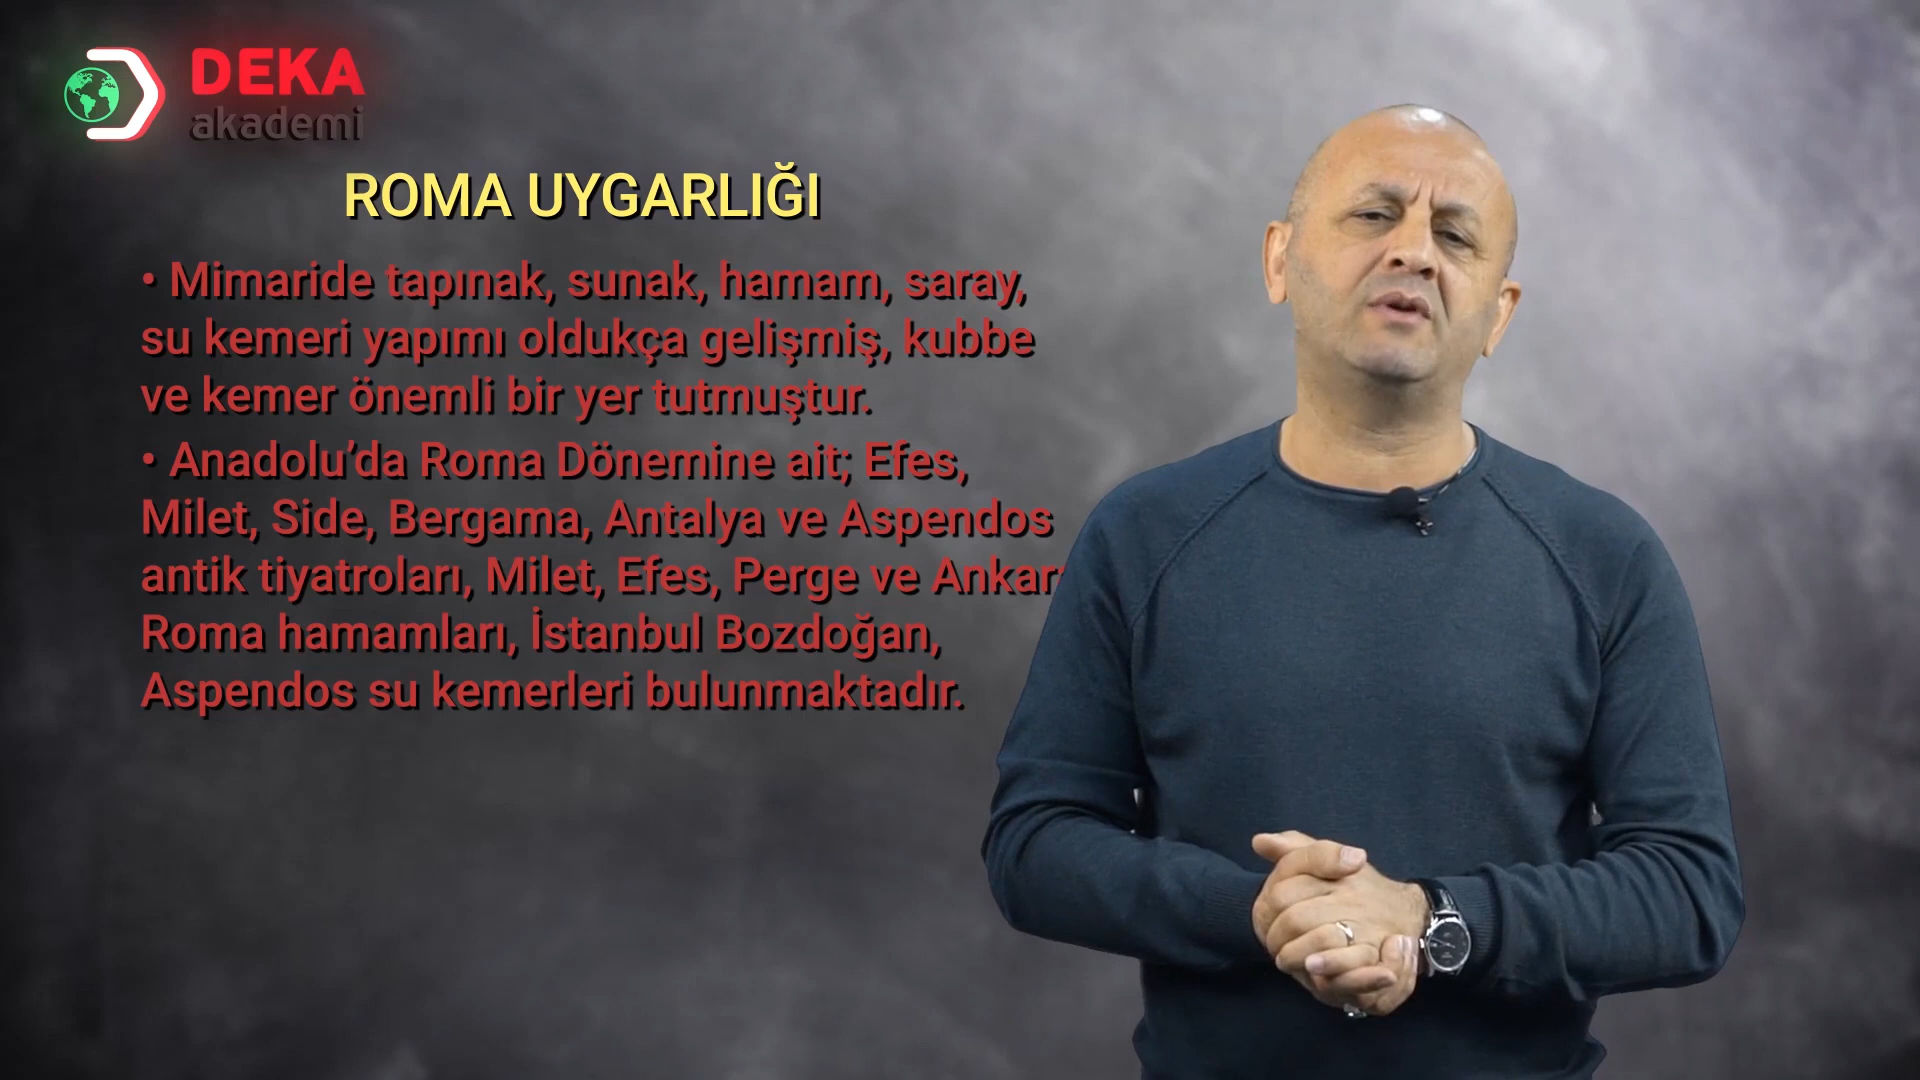 DEKA
akademi
ROMA UYGARLIĞI
• Mimaride tapınak, sunak, hamam, saray,
su kemeri yapımı oldukça gelişmiş, kubbe
ve kemer önemli bir yer tutmuştur.
• Anadolu’da Roma Dönemine ait; Efes,
Milet, Side, Bergama, Antalya ve Aspendos
antik tiyatroları, Milet, Efes, Perge ve
Roma hamamları, İstanbul Bozdoğan,
Aspendos su kemerleri bulunmaktadır.